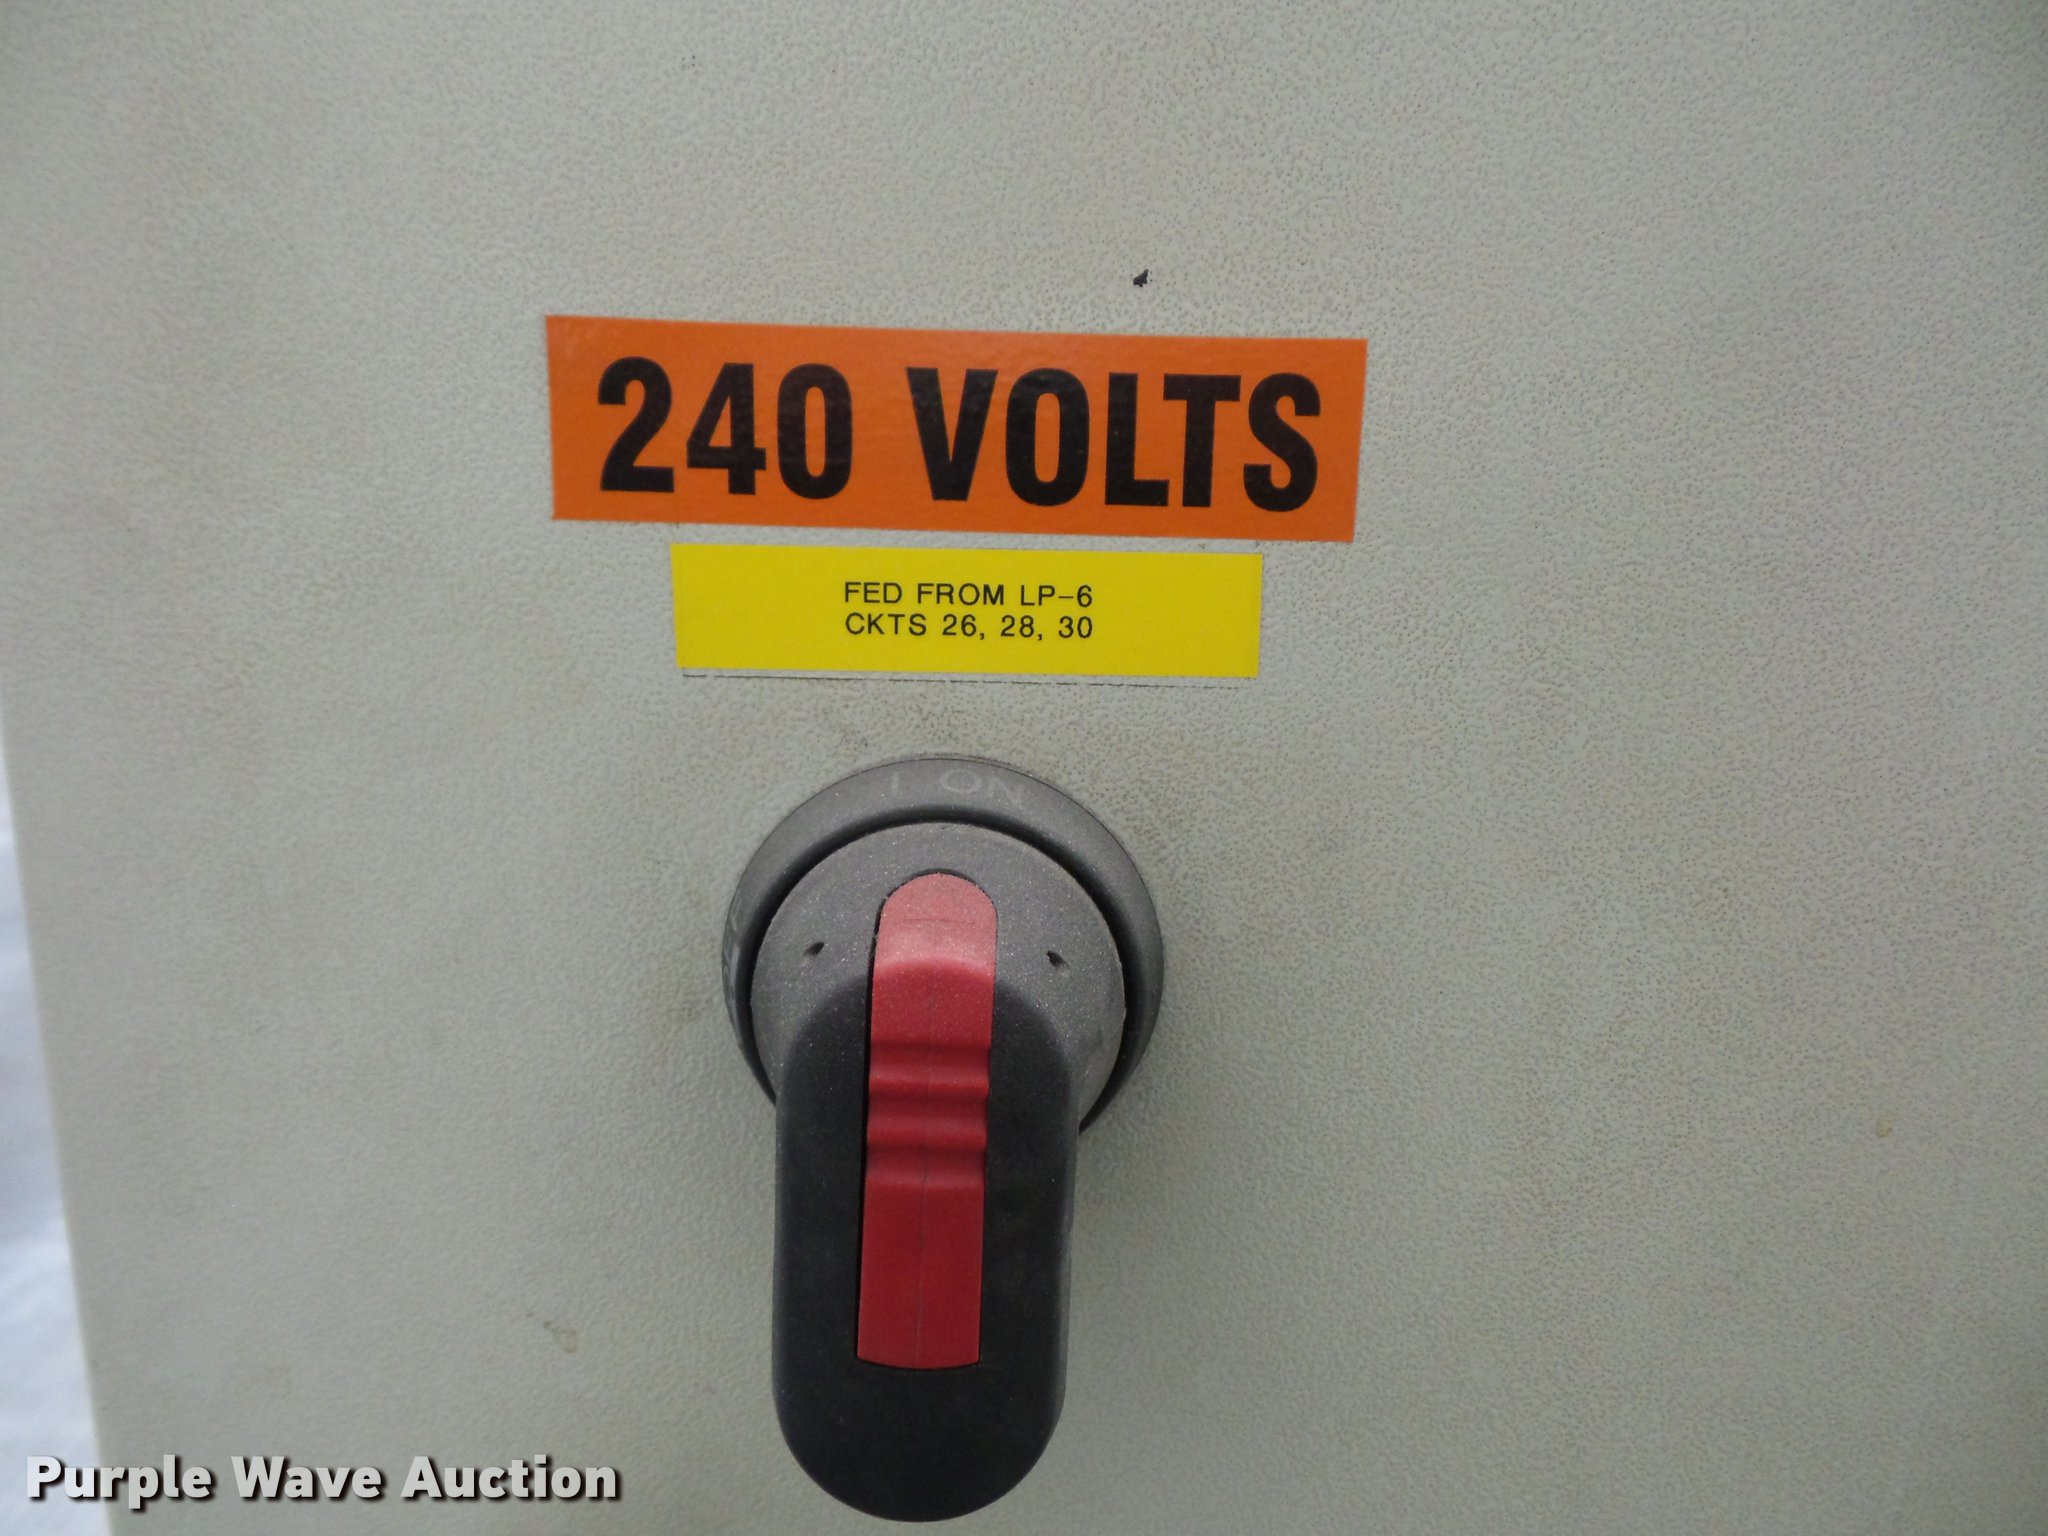 240 VOLTS
FED FROM LP-6
CKTS 26, 28, 30
I ON
Purple Wave Auction